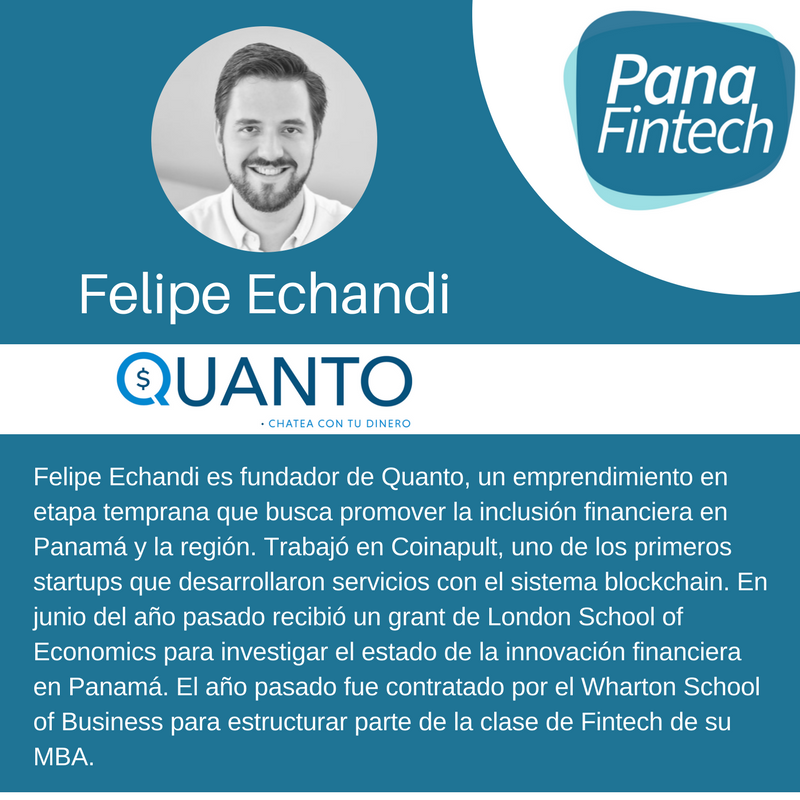 Pana
Fintech
Felipe Echandi
QUANTO
• CHATEA CON TU DINERO
Felipe Echandi es fundador de Quanto, un emprendimiento en
etapa temprana que busca promover la inclusión financiera en
Panamá y la región. Trabajó en Coinapult, uno de los primeros
startups que desarrollaron servicios con el sistema blockchain. En
junio del año pasado recibió un grant de London School of
Economics para investigar el estado de la innovación financiera
en Panamá. El año pasado fue contratado por el Wharton School
of Business para estructurar parte de la clase de Fintech de su
MBA.